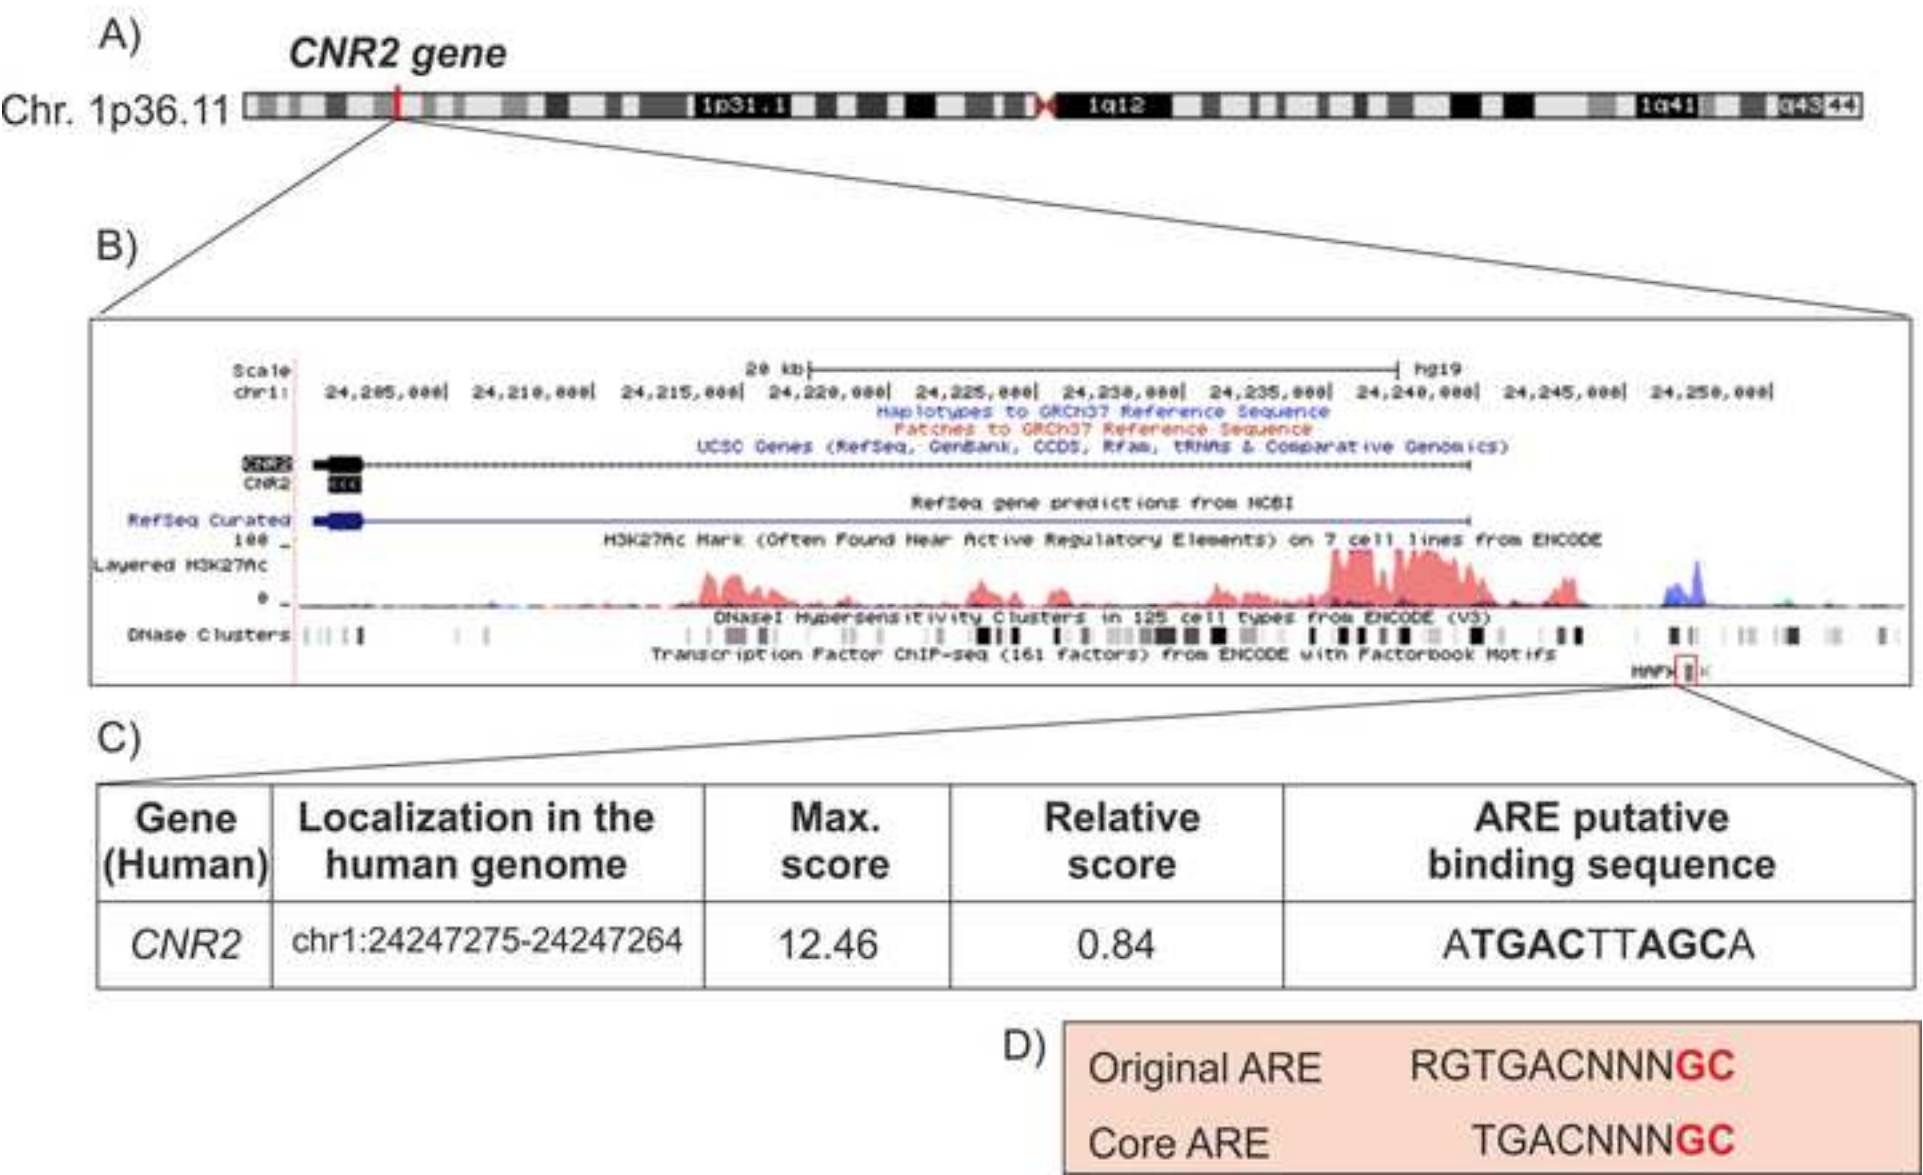 A)
CNR2 gene
Chr. 1p36.11 1p31.1 1q12 1q41 q43 44
B)
Scale 20 kb hg19
chr1: 24,205,000 24,210,000 24,215,000 24,220,000 24,225,000 24,230,000 24,235,000 24,240,000 24,245,000 24,250,000
Haplotypes to GRCh37 Reference Sequence
Patches to GRCh37 Reference Sequence
UCSC Genes (RefSeq, GenBank, CCDS, Rfam, tRNAs & Comparative Genomics)
CNR2
CNR2
RefSeq gene predictions from NCBI
RefSeq Curated
100
H3K27Ac Mark (Often Found Near Active Regulatory Elements) on 7 cell lines from ENCODE
Layered H3K27Ac
0
DNaseI Hypersensitivity Clusters in 125 cell types from ENCODE (V3)
DNase Clusters
Transcription Factor ChIP-seq (161 factors) from ENCODE with Factorbook Motifs
C)
Gene (Human) Localization in the human genome Max. score Relative score ARE putative binding sequence
CNR2 chr1:24247275-24247264 12.46 0.84 ATGACTTAGCA
D)
Original ARE RGTGACNNNGC
Core ARE TGACNNNGC